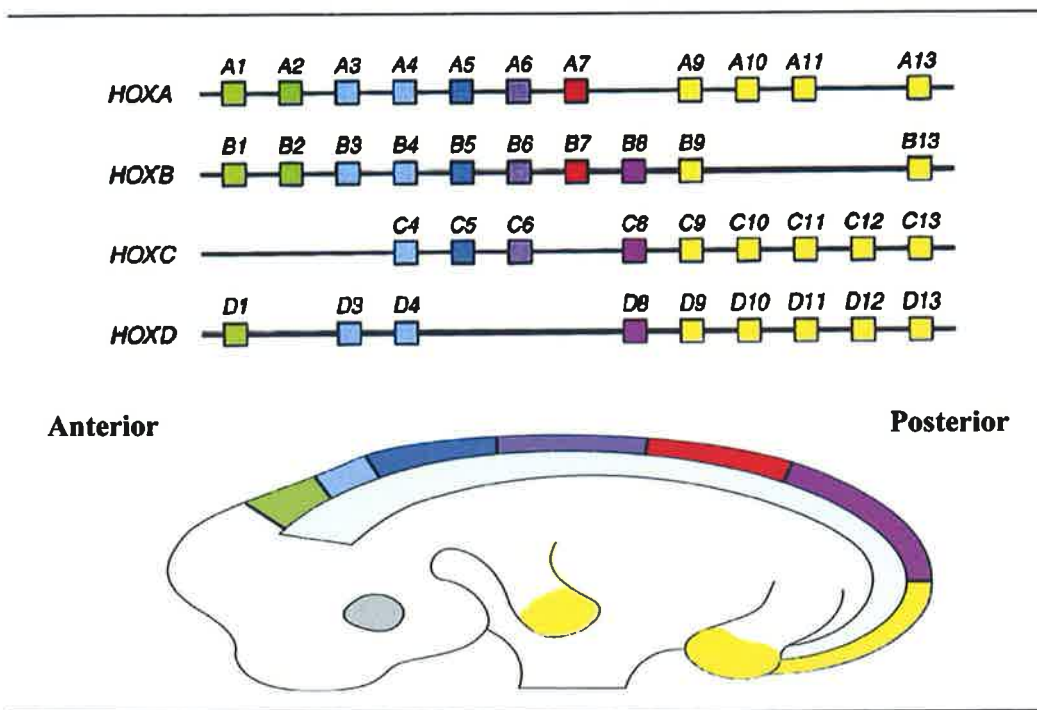 A1 A2 A3 A4 A5 A6 A7 A9 A10 A11 A13
HOXA
B1 B2 B3 B4 B5 B6 B7 B8 B9 B13
HOXB
C4 C5 C6 C8 C9 C10 C11 C12 C13
HOXC
D1 D3 D4 D8 D9 D10 D11 D12 D13
HOXD
Anterior Posterior